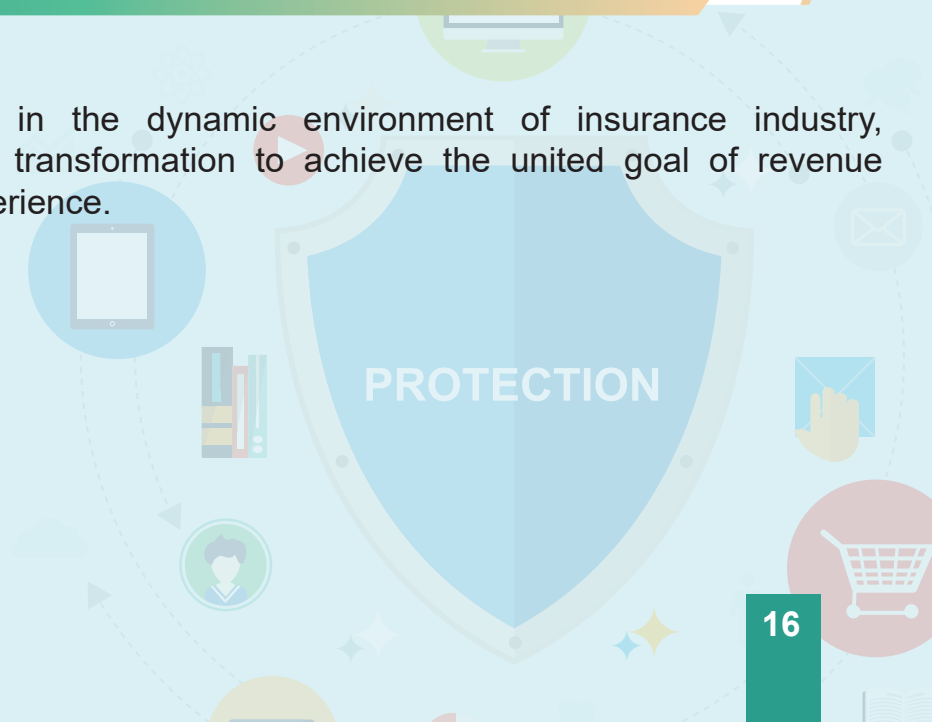 in the dynamic environment of insurance industry,
transformation to achieve the united goal of revenue
erience.
PROTECTION
16